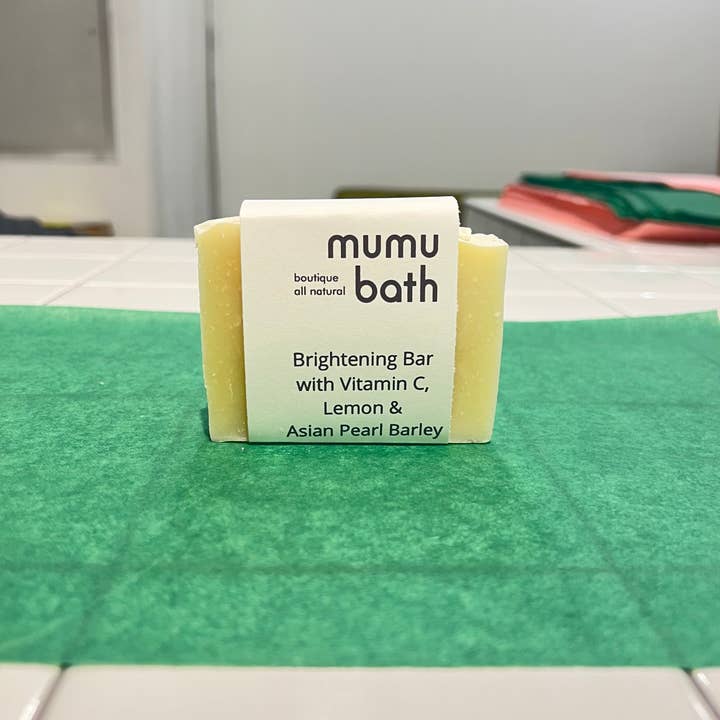 mumu
boutique
all natural
bath
Brightening Bar
with Vitamin C,
Lemon &
Asian Pearl Barley